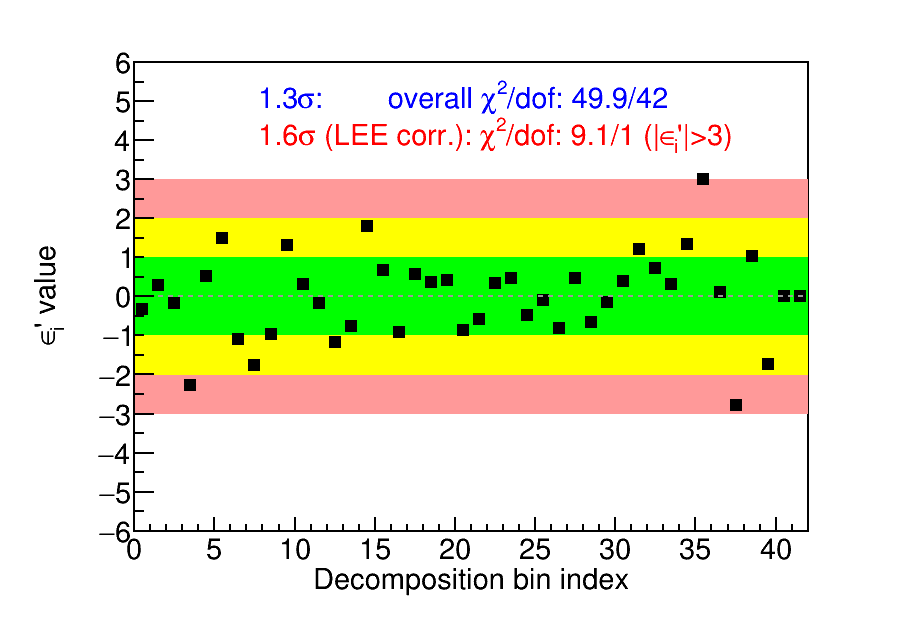 1.3σ: overall χ²/dof: 49.9/42
1.6σ (LEE corr.): χ²/dof: 9.1/1 (|ϵᵢ'|>3)
6
5
4
3
2
1
0
−1
−2
−3
−4
−5
−6
ϵᵢ' value
0 5 10 15 20 25 30 35 40
Decomposition bin index